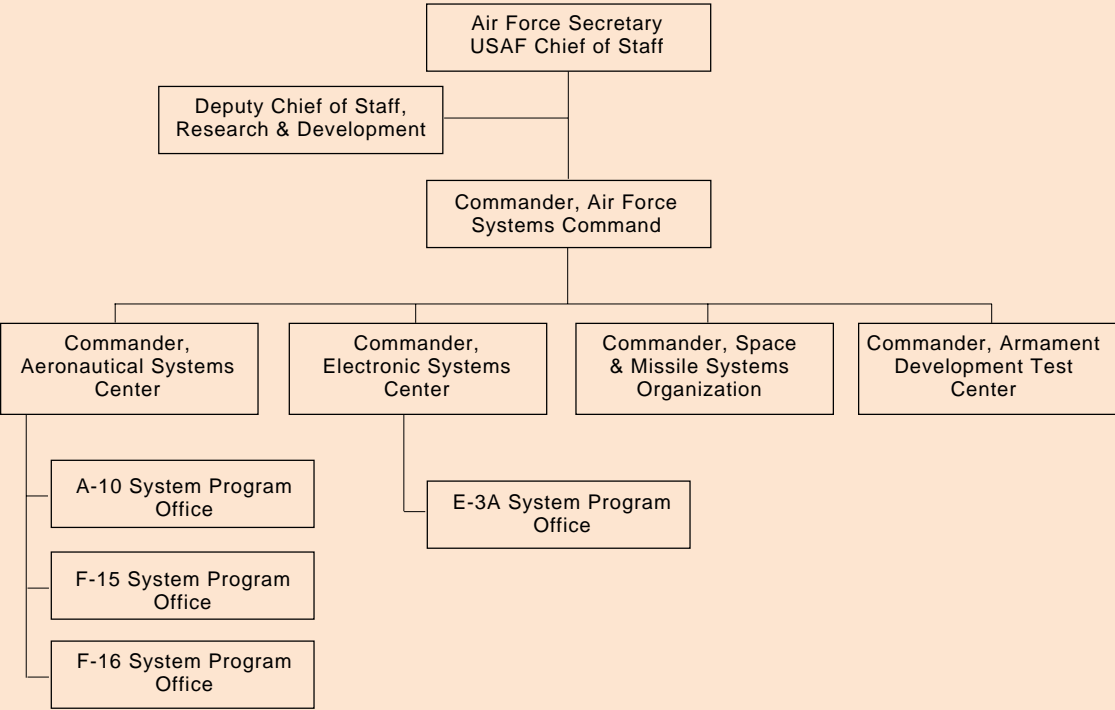 Air Force Secretary
USAF Chief of Staff
Deputy Chief of Staff,
Research & Development
Commander, Air Force
Systems Command
Commander,
Aeronautical Systems
Center
Commander,
Electronic Systems
Center
Commander, Space
& Missile Systems
Organization
Commander, Armament
Development Test
Center
A-10 System Program
Office
E-3A System Program
Office
F-15 System Program
Office
F-16 System Program
Office